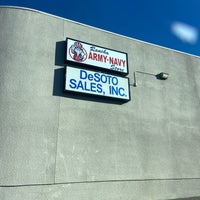 Rancho
ARMY-NAVY
Store
DeSOTO
SALES, INC.